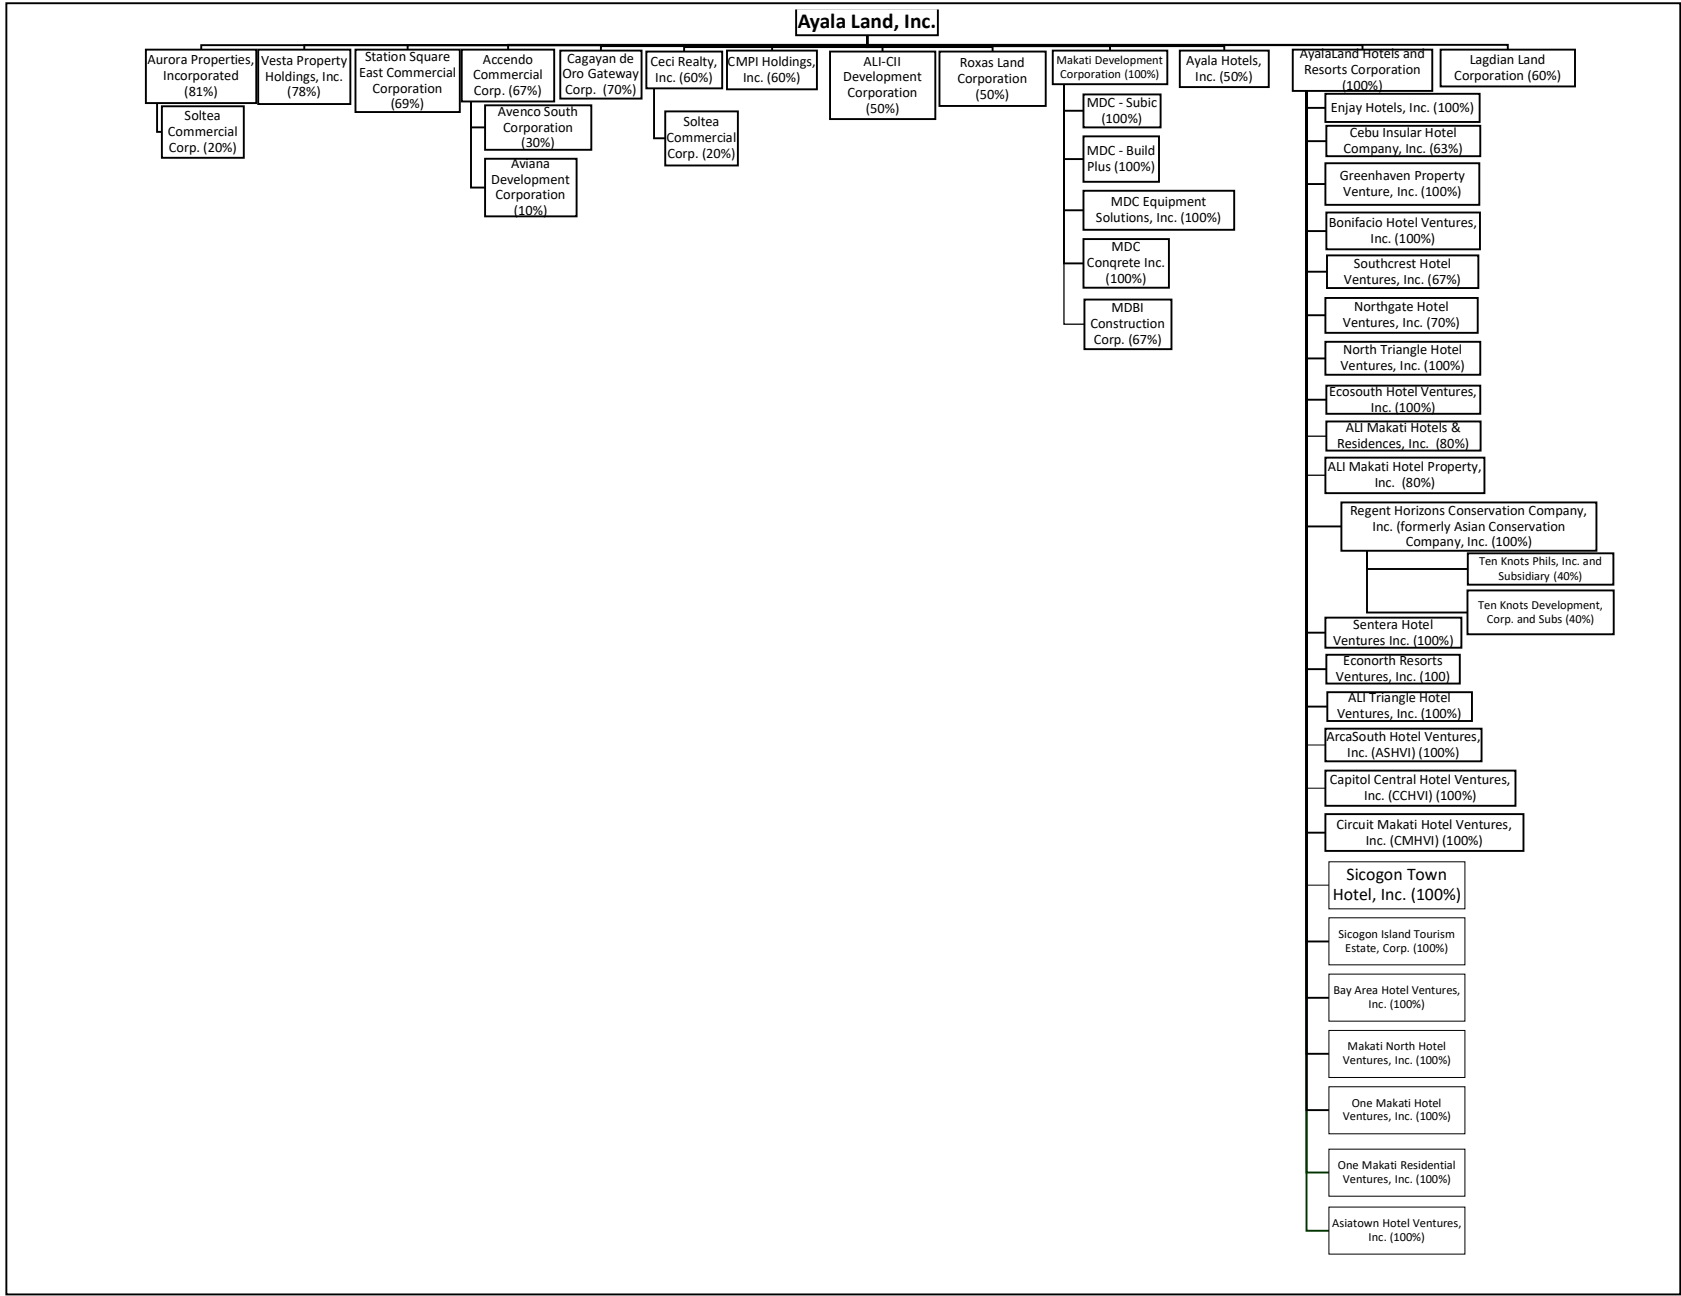 Ayala Land, Inc.
Aurora Properties,
Incorporated
(81%)
Soltea
Commercial
Corp. (20%)
Vesta Property
Holdings, Inc.
(78%)
Station Square
East Commercial
Corporation
(69%)
Accendo
Commercial
Corp. (67%)
Avenco South
Corporation
(30%)
Aviana
Development
Corporation
(10%)
Cagayan de
Oro Gateway
Corp. (70%)
Ceci Realty,
Inc. (60%)
Soltea
Commercial
Corp. (20%)
CMPI Holdings,
Inc. (60%)
ALI-CII
Development
Corporation
(50%)
Roxas Land
Corporation
(50%)
Makati Development
Corporation (100%)
MDC - Subic
(100%)
MDC - Build
Plus (100%)
MDC Equipment
Solutions, Inc. (100%)
MDC
Conqrete Inc.
(100%)
MDBI
Construction
Corp. (67%)
Ayala Hotels,
Inc. (50%)
AyalaLand Hotels and
Resorts Corporation
(100%)
Enjay Hotels, Inc. (100%)
Cebu Insular Hotel
Company, Inc. (63%)
Greenhaven Property
Venture, Inc. (100%)
Bonifacio Hotel Ventures,
Inc. (100%)
Southcrest Hotel
Ventures, Inc. (67%)
Northgate Hotel
Ventures, Inc. (70%)
North Triangle Hotel
Ventures, Inc. (100%)
Ecosouth Hotel Ventures,
Inc. (100%)
ALI Makati Hotels &
Residences, Inc. (80%)
ALI Makati Hotel Property,
Inc. (80%)
Regent Horizons Conservation Company,
Inc. (formerly Asian Conservation
Company, Inc. (100%)
Ten Knots Phils, Inc. and
Subsidiary (40%)
Ten Knots Development,
Corp. and Subs (40%)
Sentera Hotel
Ventures Inc. (100%)
Econorth Resorts
Ventures, Inc. (100)
ALI Triangle Hotel
Ventures, Inc. (100%)
ArcaSouth Hotel Ventures,
Inc. (ASHVI) (100%)
Capitol Central Hotel Ventures,
Inc. (CCHVI) (100%)
Circuit Makati Hotel Ventures,
Inc. (CMHVI) (100%)
Sicogon Town
Hotel, Inc. (100%)
Sicogon Island Tourism
Estate, Corp. (100%)
Bay Area Hotel Ventures,
Inc. (100%)
Makati North Hotel
Ventures, Inc. (100%)
One Makati Hotel
Ventures, Inc. (100%)
One Makati Residential
Ventures, Inc. (100%)
Asiatown Hotel Ventures,
Inc. (100%)
Lagdian Land
Corporation (60%)